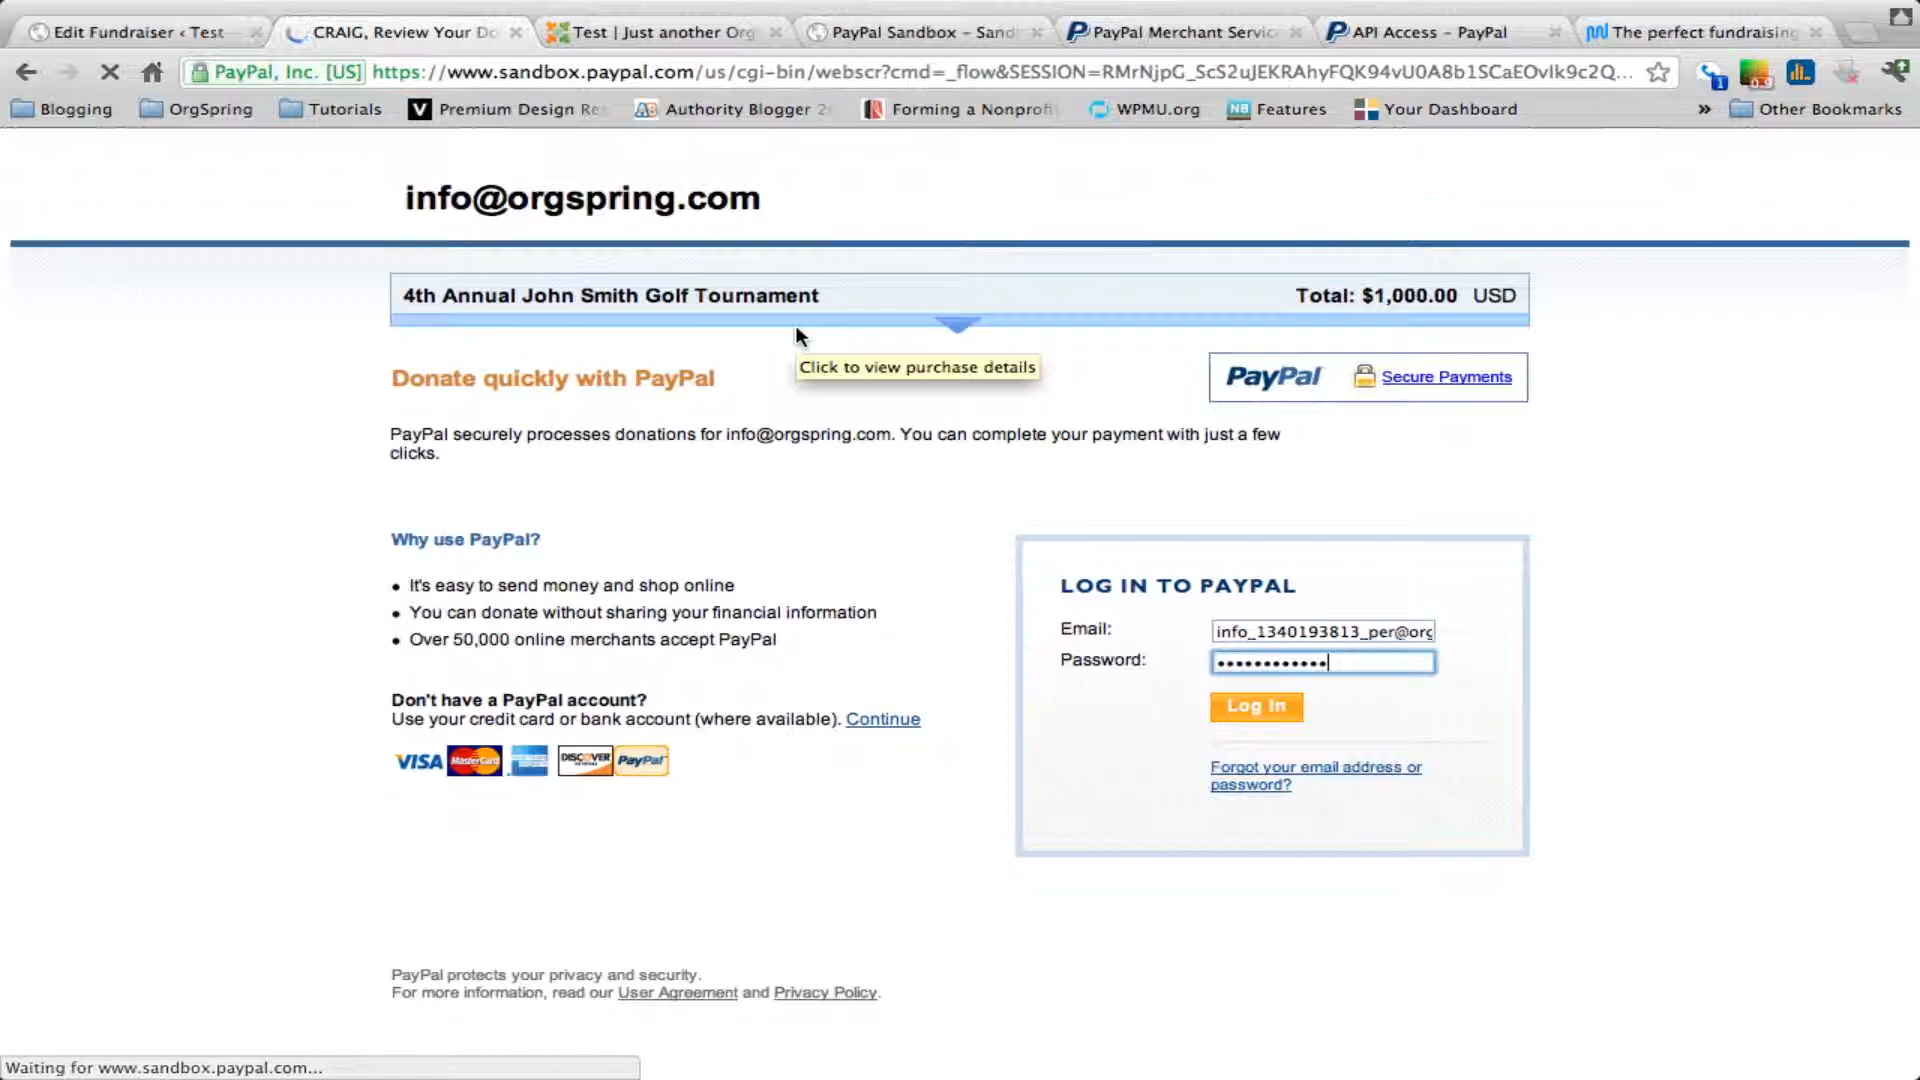 Edit Fundraiser ‹ Test
CRAIG, Review Your Do
Test | Just another Org
PayPal Sandbox – Sand
PayPal Merchant Servic
API Access – PayPal
The perfect fundraising
PayPal, Inc. [US] https://www.sandbox.paypal.com/us/cgi-bin/webscr?cmd=_flow&SESSION=RMrNjpG_ScS2uJEKRAhyFQK94vU0A8b1SCaEOvIk9c2Q...
1
0.9
Blogging
OrgSpring
Tutorials
Premium Design Re
Authority Blogger 2
Forming a Nonprofi
WPMU.org
NB Features
Your Dashboard
»
Other Bookmarks
info@orgspring.com
4th Annual John Smith Golf Tournament
Total: $1,000.00 USD
Click to view purchase details
Donate quickly with PayPal
PayPal
Secure Payments
PayPal securely processes donations for info@orgspring.com. You can complete your payment with just a few
clicks.
Why use PayPal?
• It's easy to send money and shop online
• You can donate without sharing your financial information
• Over 50,000 online merchants accept PayPal
Don't have a PayPal account?
Use your credit card or bank account (where available). Continue
VISA MasterCard DISCOVER PayPal
LOG IN TO PAYPAL
Email:
info_1340193813_per@org
Password:
••••••••••••
Log In
Forgot your email address or
password?
PayPal protects your privacy and security.
For more information, read our User Agreement and Privacy Policy.
Waiting for www.sandbox.paypal.com...